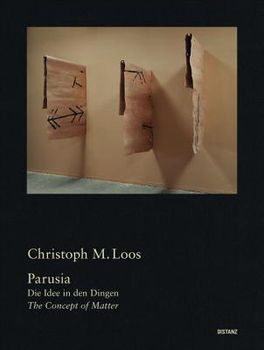 Christoph M. Loos
Parusia
Die Idee in den Dingen
The Concept of Matter
DISTANZ